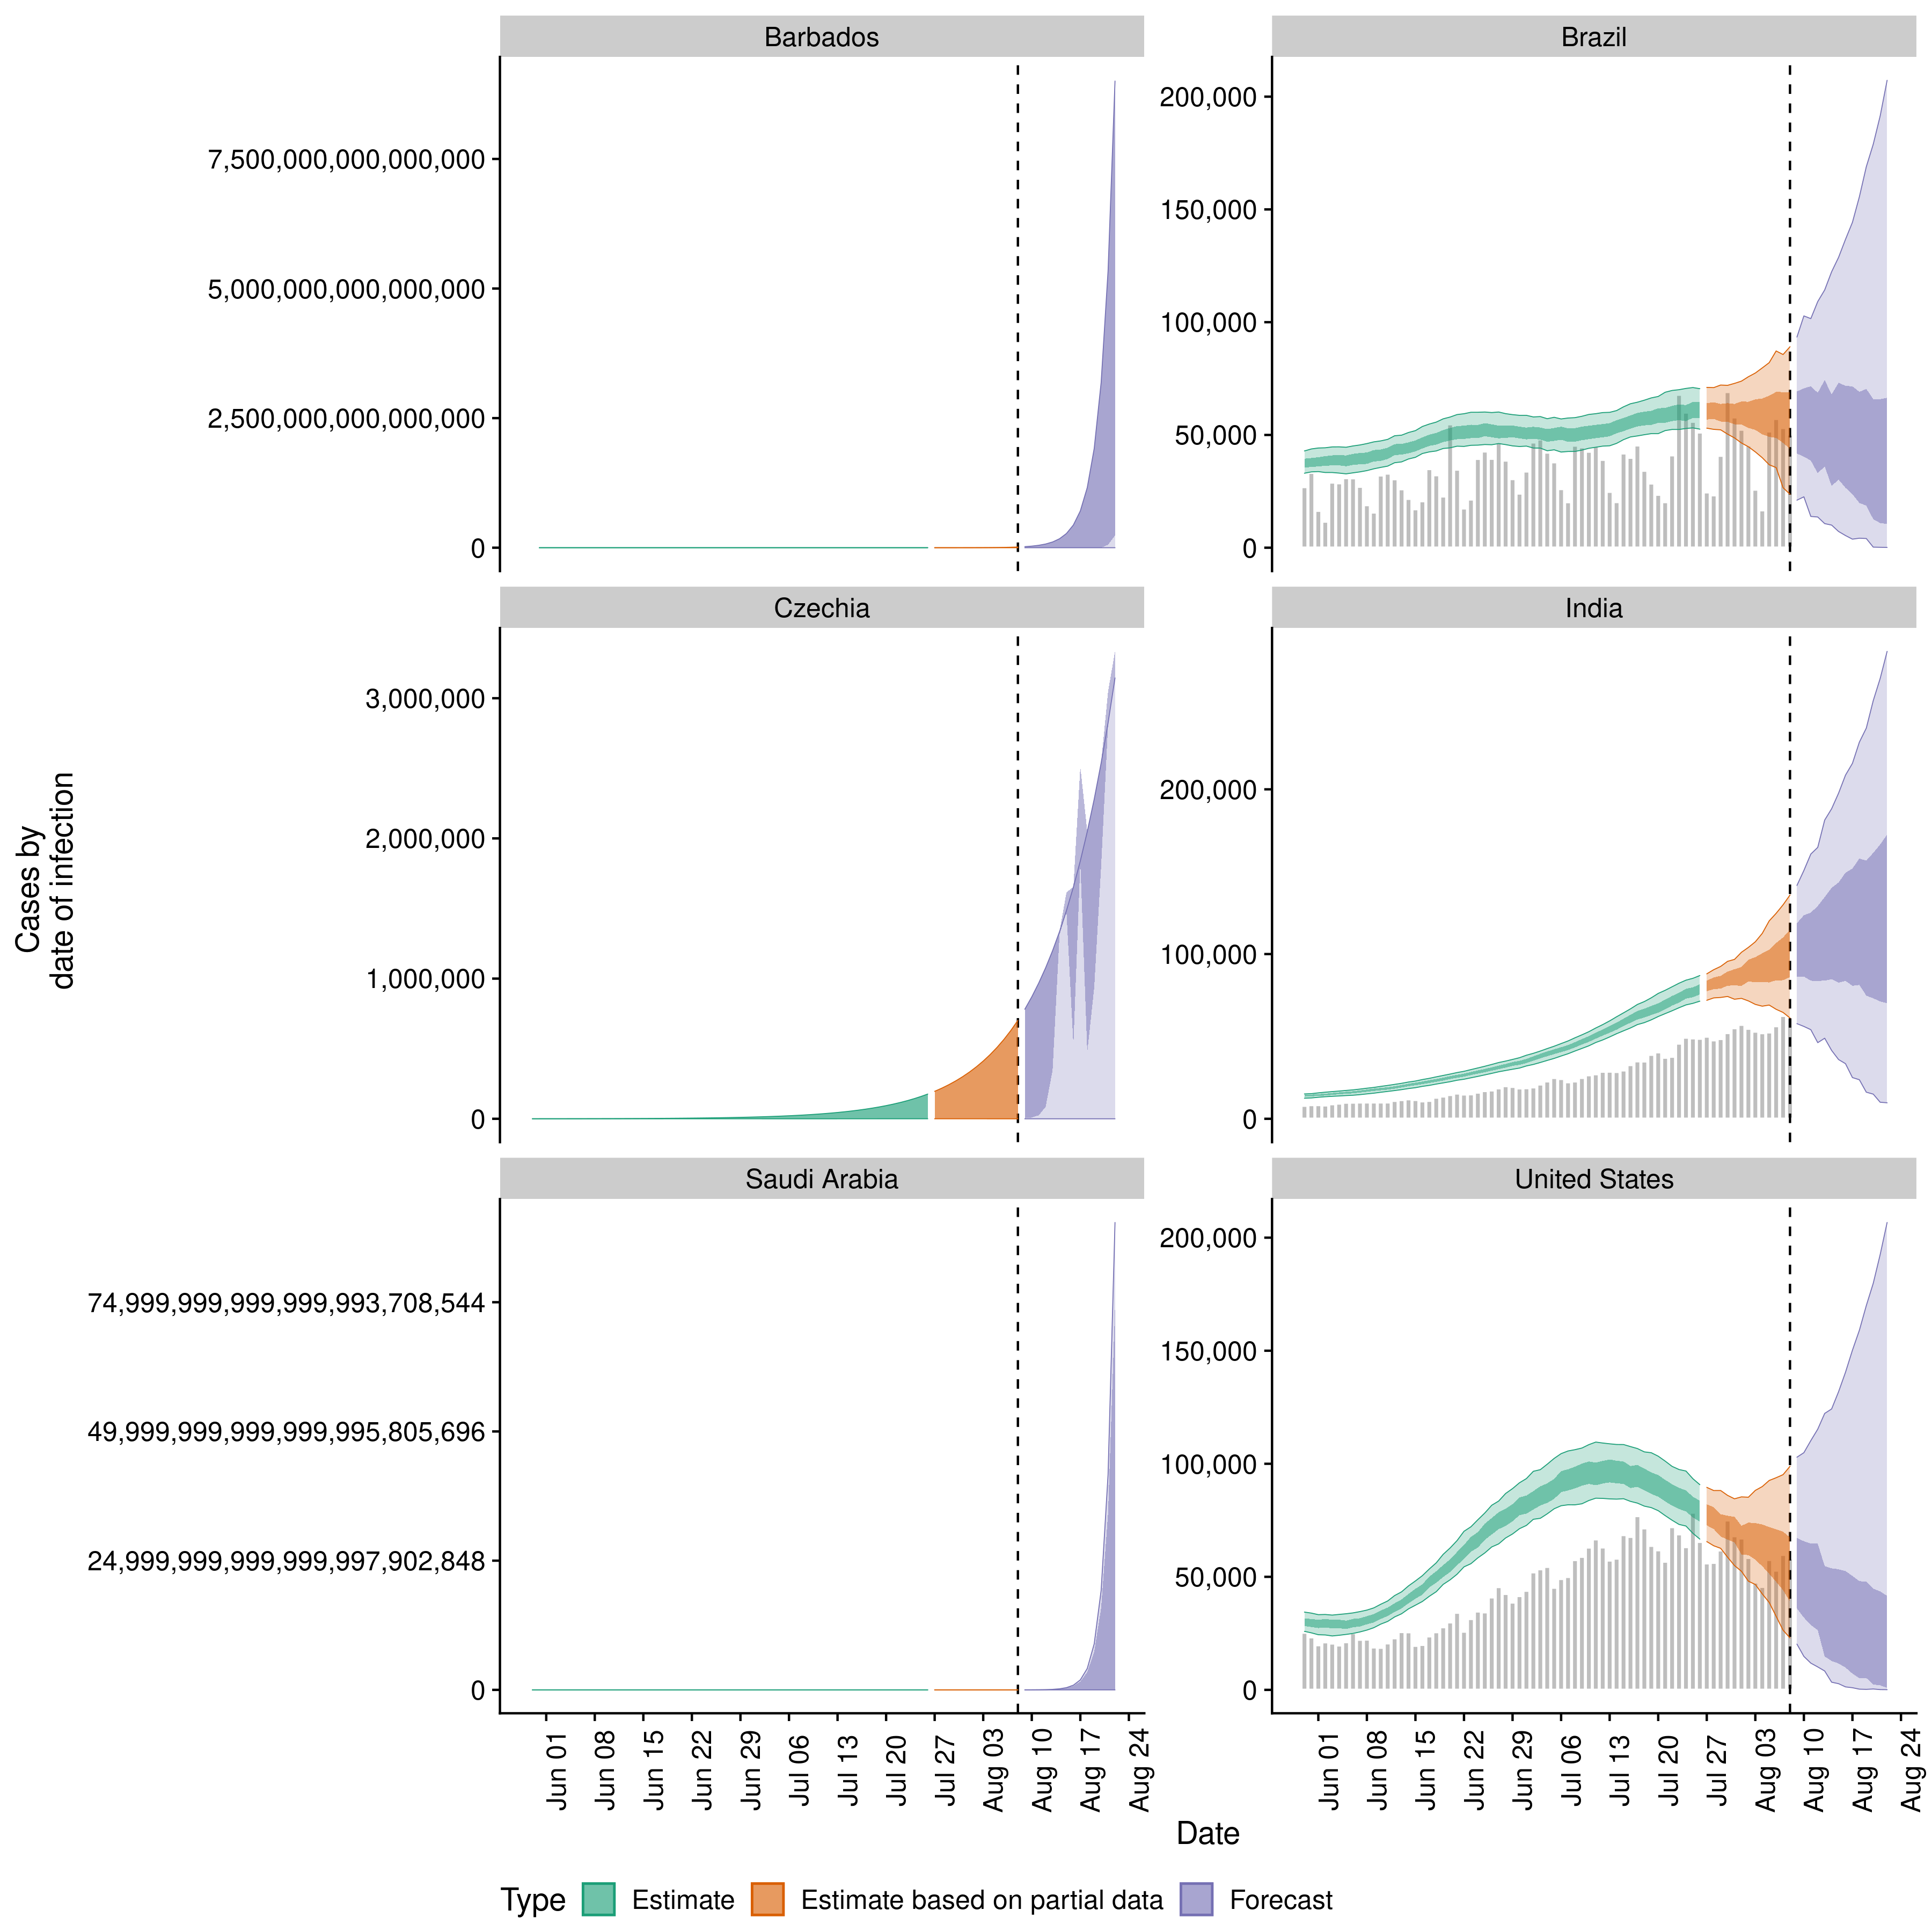 Barbados
Brazil
7,500,000,000,000,000
5,000,000,000,000,000
2,500,000,000,000,000
0
200,000
150,000
100,000
50,000
0
Czechia
India
3,000,000
2,000,000
1,000,000
0
200,000
100,000
0
Cases by
date of infection
Saudi Arabia
United States
74,999,999,999,999,993,708,544
49,999,999,999,999,995,805,696
24,999,999,999,999,997,902,848
0
200,000
150,000
100,000
50,000
0
Jun 01
Jun 08
Jun 15
Jun 22
Jun 29
Jul 06
Jul 13
Jul 20
Jul 27
Aug 03
Aug 10
Aug 17
Aug 24
Jun 01
Jun 08
Jun 15
Jun 22
Jun 29
Jul 06
Jul 13
Jul 20
Jul 27
Aug 03
Aug 10
Aug 17
Aug 24
Date
Type Estimate Estimate based on partial data Forecast